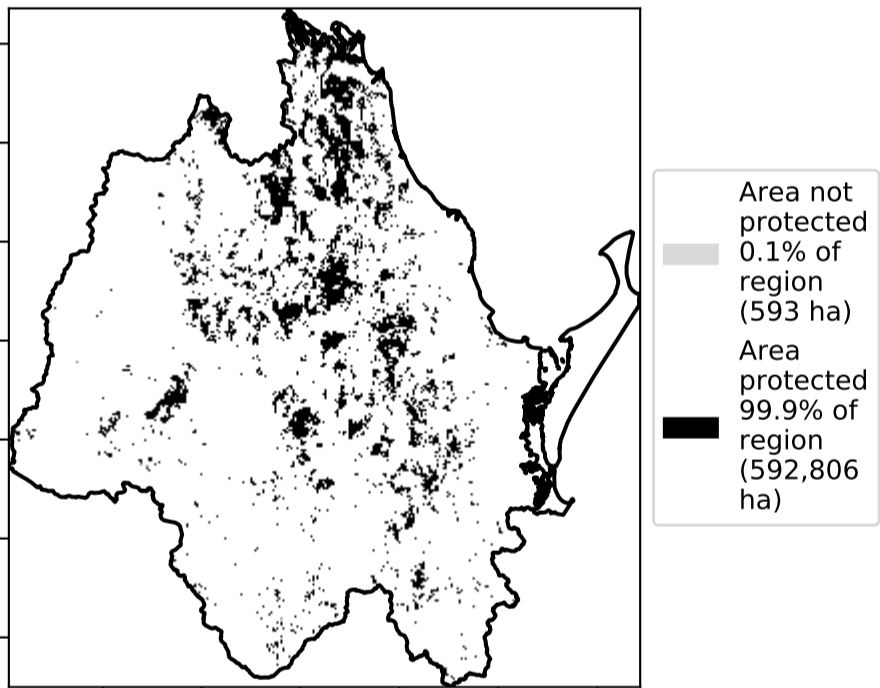 Area not
protected
0.1% of
region
(593 ha)
Area
protected
99.9% of
region
(592,806
ha)